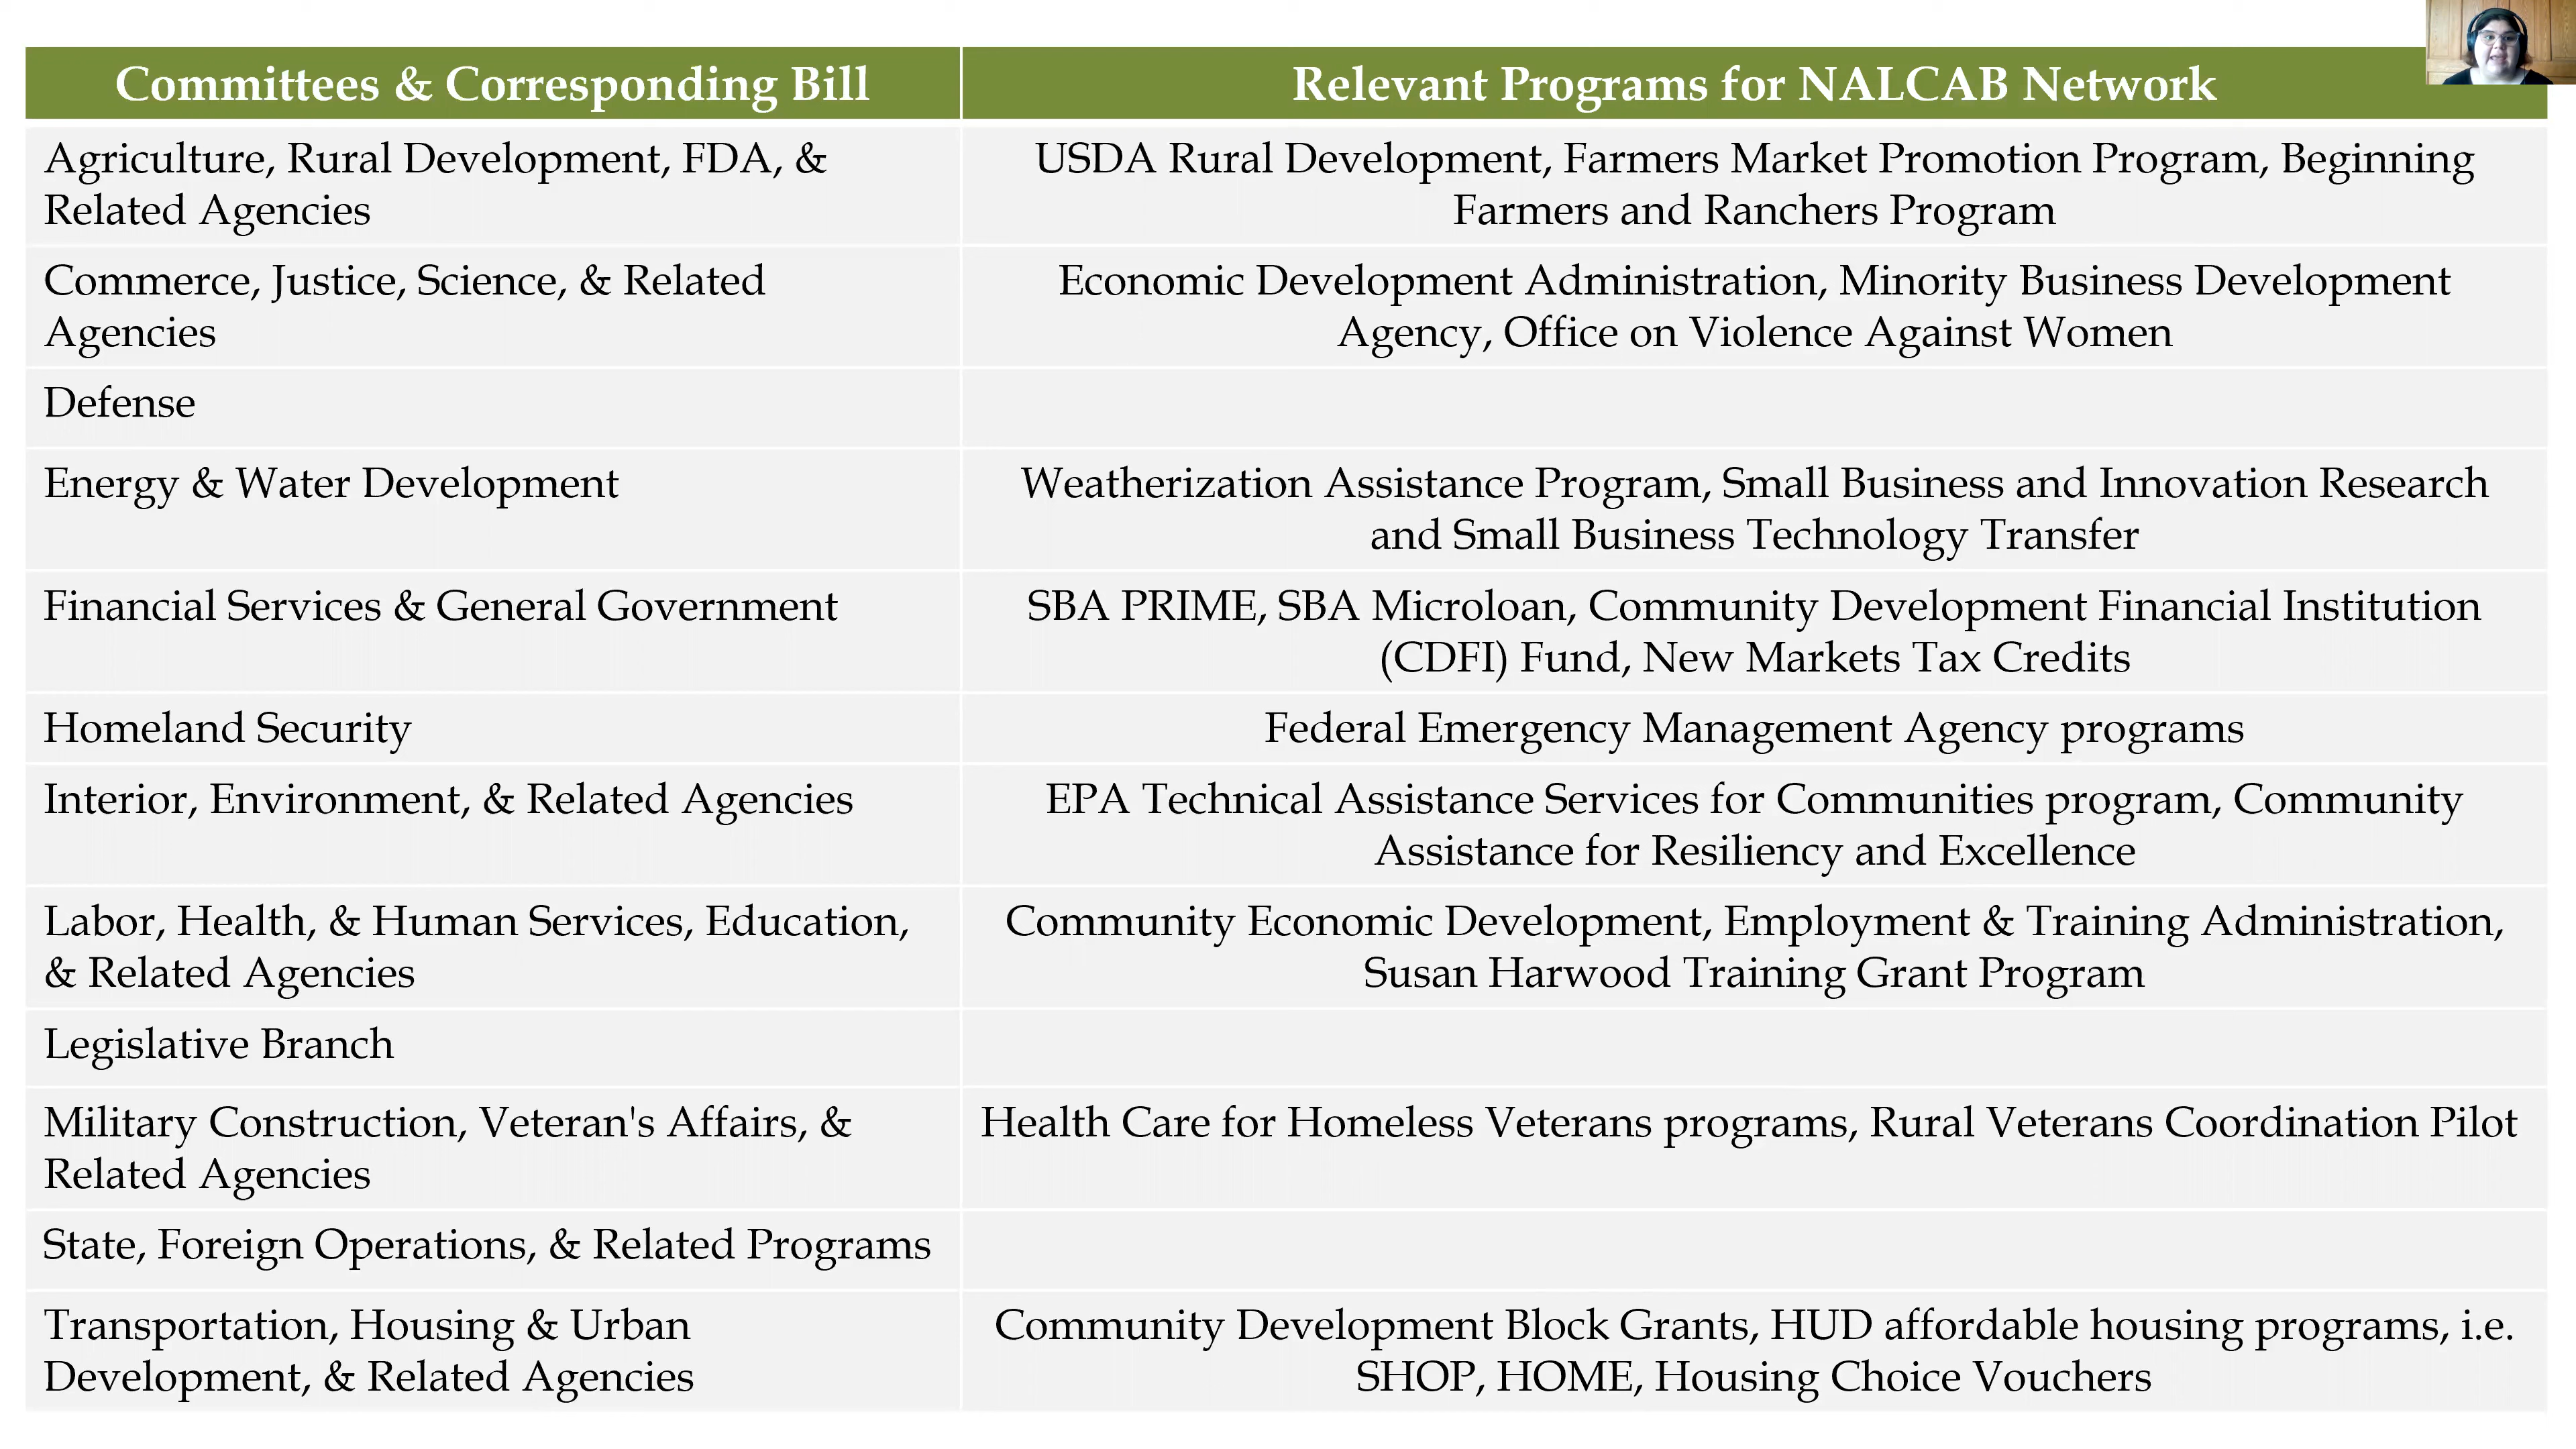 Committees & Corresponding Bill
Relevant Programs for NALCAB Network
Agriculture, Rural Development, FDA, &
Related Agencies
USDA Rural Development, Farmers Market Promotion Program, Beginning
Farmers and Ranchers Program
Commerce, Justice, Science, & Related
Agencies
Economic Development Administration, Minority Business Development
Agency, Office on Violence Against Women
Defense
Energy & Water Development
Weatherization Assistance Program, Small Business and Innovation Research
and Small Business Technology Transfer
Financial Services & General Government
SBA PRIME, SBA Microloan, Community Development Financial Institution
(CDFI) Fund, New Markets Tax Credits
Homeland Security
Federal Emergency Management Agency programs
Interior, Environment, & Related Agencies
EPA Technical Assistance Services for Communities program, Community
Assistance for Resiliency and Excellence
Labor, Health, & Human Services, Education,
& Related Agencies
Community Economic Development, Employment & Training Administration,
Susan Harwood Training Grant Program
Legislative Branch
Military Construction, Veteran's Affairs, &
Related Agencies
Health Care for Homeless Veterans programs, Rural Veterans Coordination Pilot
State, Foreign Operations, & Related Programs
Transportation, Housing & Urban
Development, & Related Agencies
Community Development Block Grants, HUD affordable housing programs, i.e.
SHOP, HOME, Housing Choice Vouchers